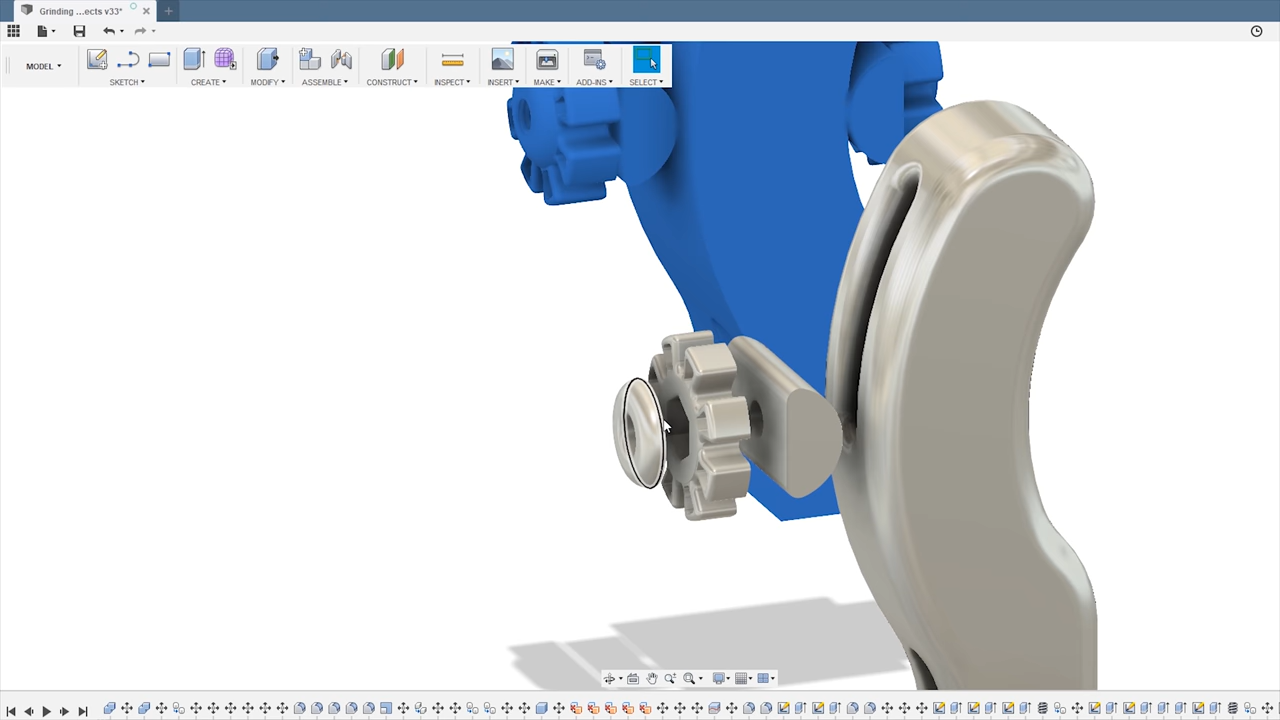 Grinding ...ects v33*
MODEL
SKETCH
CREATE
MODIFY
ASSEMBLE
CONSTRUCT
INSPECT
INSERT
MAKE
ADD-INS
SELECT